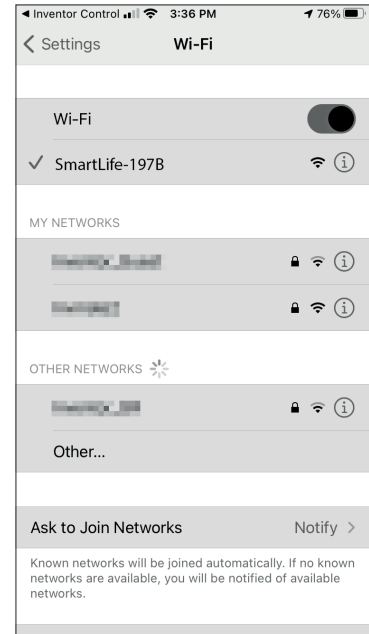 ◀ Inventor Control 3:36 PM 76%
Settings Wi-Fi
Wi-Fi
SmartLife-197B
MY NETWORKS
OTHER NETWORKS
Other...
Ask to Join Networks Notify >
Known networks will be joined automatically. If no known
networks are available, you will be notified of available
networks.